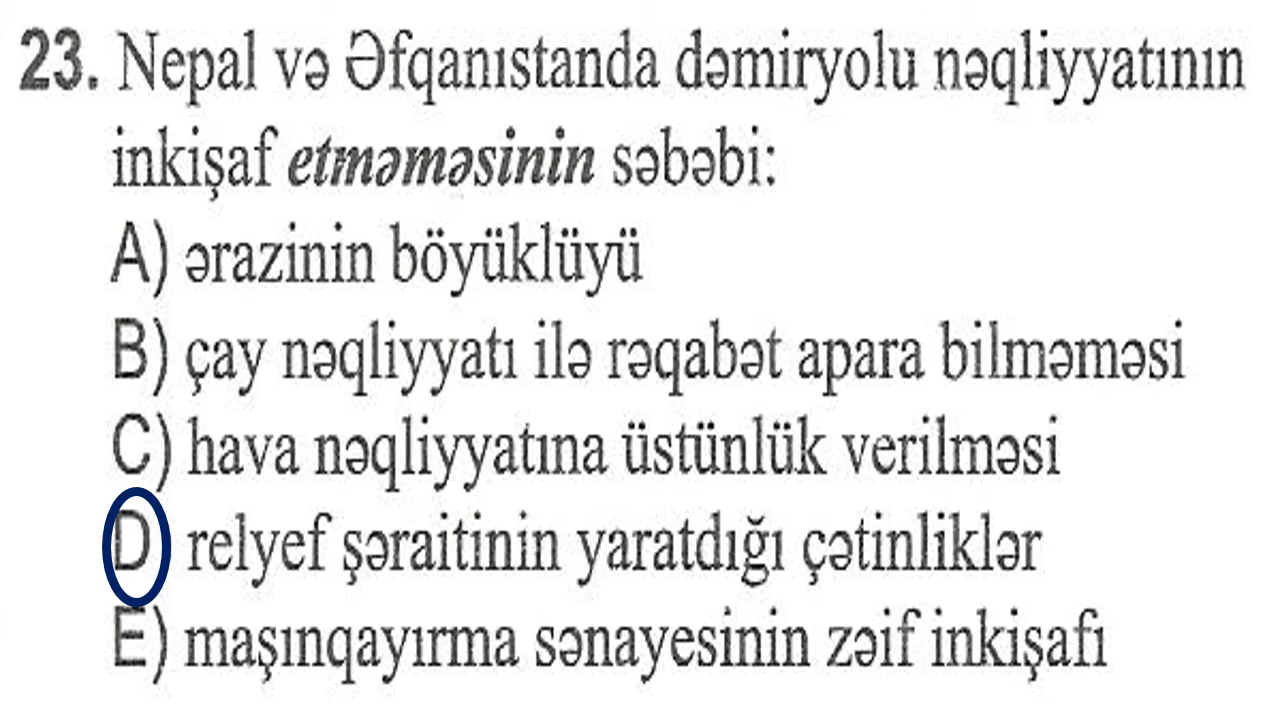 23. Nepal və Əfqanıstanda dəmiryolu nəqliyyatının
inkişaf etməməsinin səbəbi:
A) ərazinin böyüklüyü
B) çay nəqliyyatı ilə rəqabət apara bilməməsi
C) hava nəqliyyatına üstünlük verilməsi
D) relyef şəraitinin yaratdığı çətinliklər
E) maşınqayırma sənayesinin zəif inkişafı